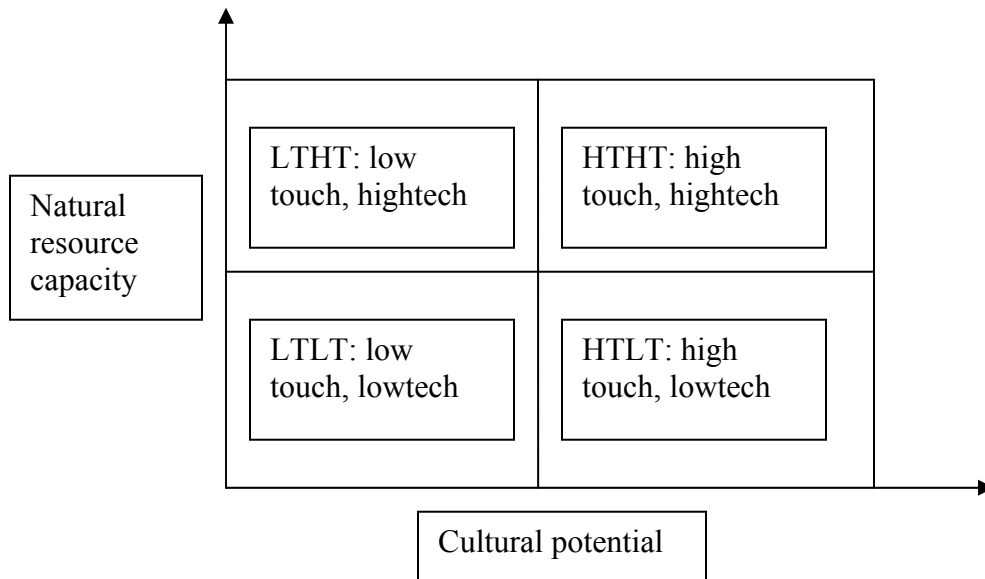 LTHT: low
touch, hightech
HTHT: high
touch, hightech
Natural
resource
capacity
LTLT: low
touch, lowtech
HTLT: high
touch, lowtech
Cultural potential